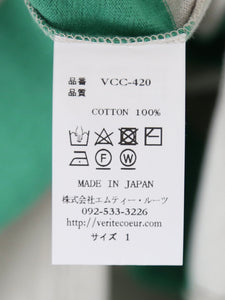 品番 VCC-420
品質
COTTON 100%
MADE IN JAPAN
株式会社エムティー・ルーツ
092-533-3226
http://veritecoeur.com/
サイズ 1